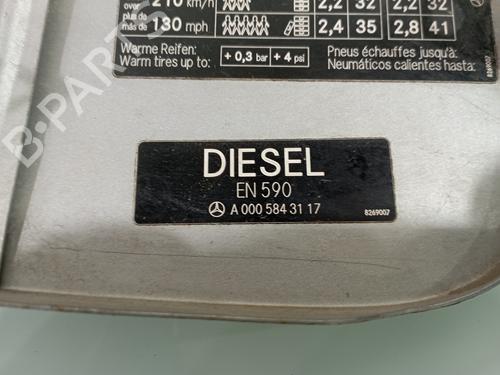 over 210 km/h 2,2 32 2,2 32
plus de
más de 130 mph 2,4 35 2,8 41
Warme Reifen: Pneus échauffes jusqu'à:
Warm tires up to: + 0,3 bar + 4 psi Neumáticos calientes hasta:
DIESEL
EN 590
A 000 584 31 17
8269007
B-PARTS